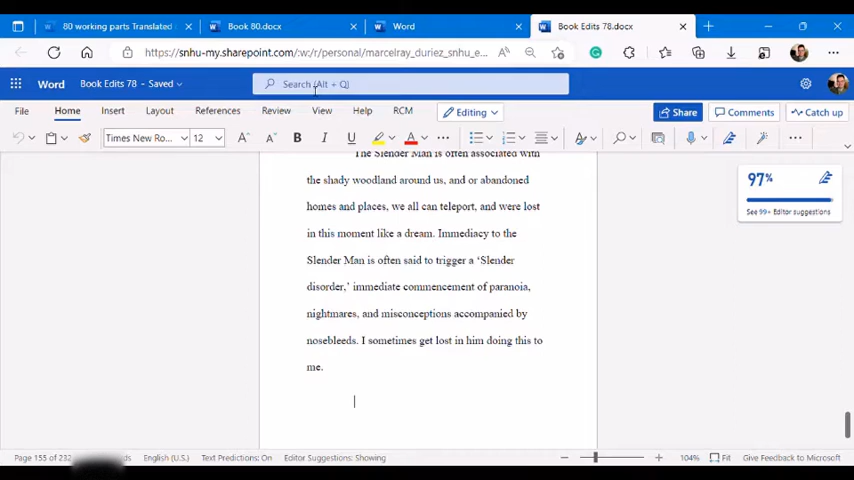 80 working parts Translated
Book 80.docx
Word
Book Edits 78.docx
https://snhu-my.sharepoint.com/:w:/r/personal/marcelray_duriez_snhu_e...
Word
Book Edits 78 - Saved
Search (Alt + Q)
File Home Insert Layout References Review View Help RCM Editing Share Comments Catch up
Times New Ro... 12 B I U A
The Slender Man is often associated with
the shady woodland around us, and or abandoned
homes and places, we all can teleport, and were lost
in this moment like a dream. Immediacy to the
Slender Man is often said to trigger a ‘Slender
disorder,’ immediate commencement of paranoia,
nightmares, and misconceptions accompanied by
nosebleeds. I sometimes get lost in him doing this to
me.
97%
See 99+ Editor suggestions
Page 155 of 232 English (U.S.) Text Predictions: On Editor Suggestions: Showing 104% Fit Give Feedback to Microsoft